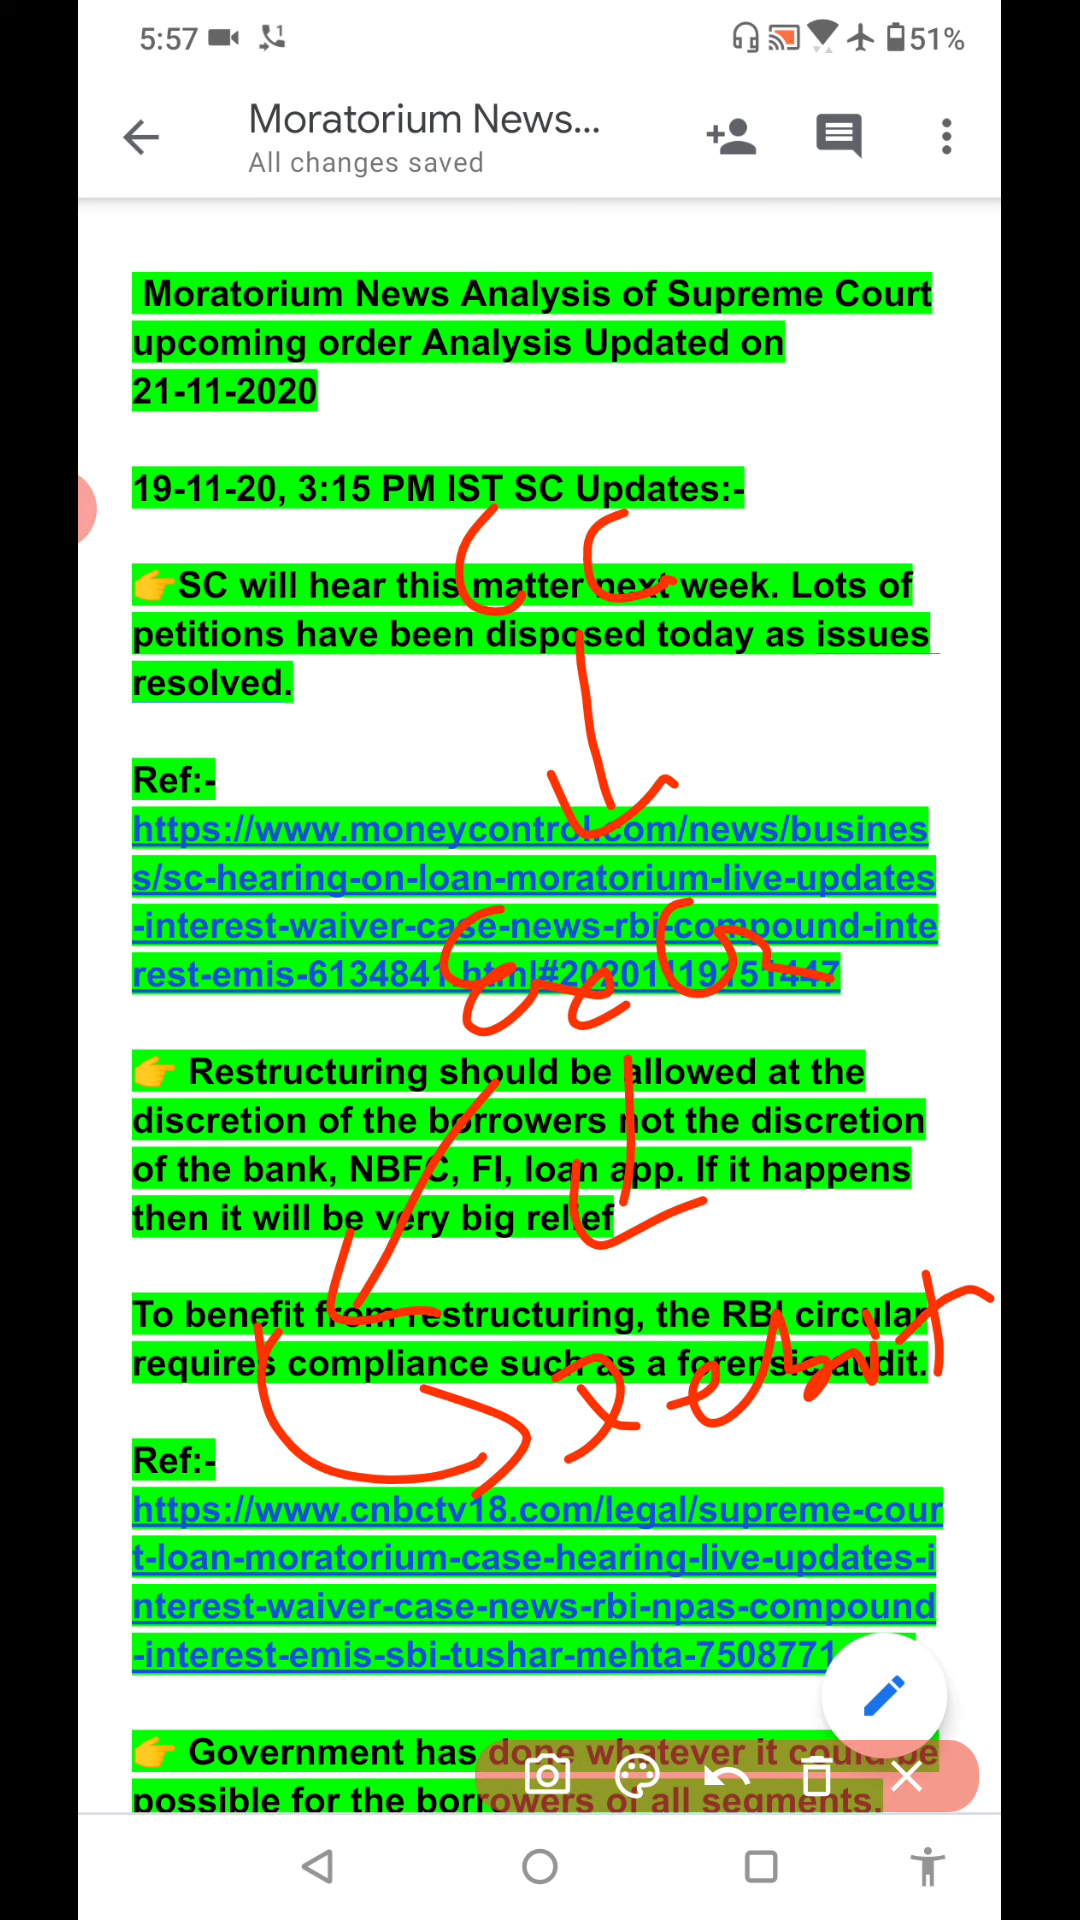 5:57
51%
Moratorium News...
All changes saved
Moratorium News Analysis of Supreme Court
upcoming order Analysis Updated on
21-11-2020
19-11-20, 3:15 PM IST SC Updates:-
👉SC will hear this matter next week. Lots of
petitions have been disposed today as issues
resolved.
Ref:-
https://www.moneycontrol.com/news/busines
s/sc-hearing-on-loan-moratorium-live-updates
-interest-waiver-case-news-rbi-compound-inte
rest-emis-6134841.html#20201119151447
👉 Restructuring should be allowed at the
discretion of the borrowers not the discretion
of the bank, NBFC, FI, loan app. If it happens
then it will be very big relief
To benefit from restructuring, the RBI circular
requires compliance such as a forensic audit.
Ref:-
https://www.cnbctv18.com/legal/supreme-cour
t-loan-moratorium-case-hearing-live-updates-i
nterest-waiver-case-news-rbi-npas-compound
-interest-emis-sbi-tushar-mehta-7508771
👉 Government has done whatever it could be
possible for the borrowers of all segments.